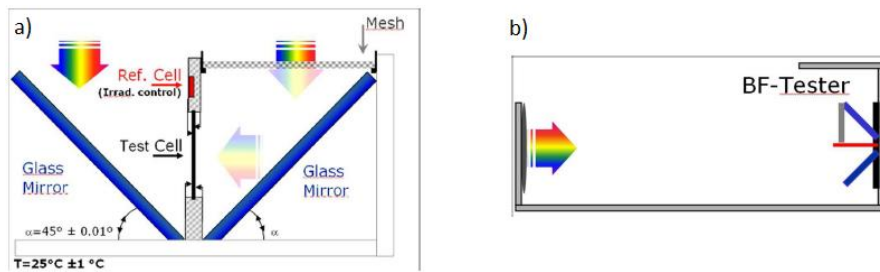 a)
Mesh
Ref. Cell
(Irrad. control)
Test Cell
Glass
Mirror
Glass
Mirror
α=45° ± 0.01°
α
T=25°C ±1 °C
b)
BF-Tester